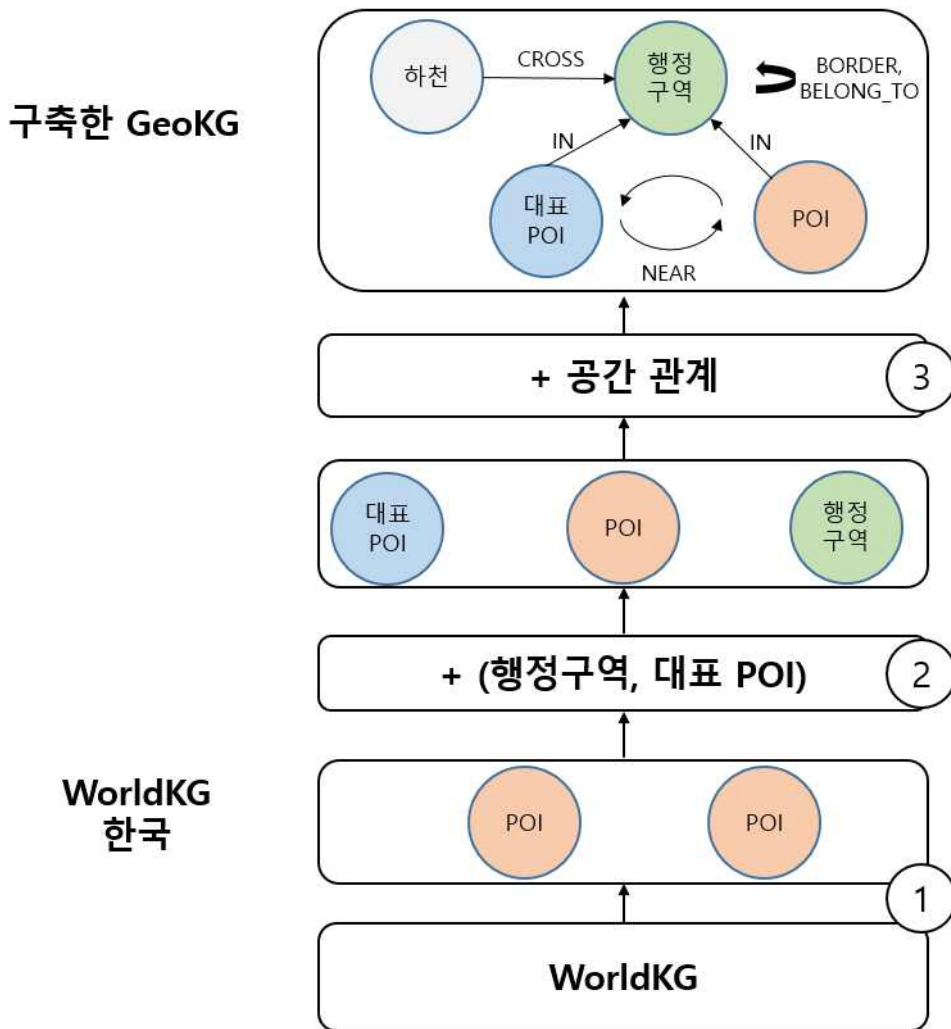 구축한 GeoKG
하천
CROSS
행정
구역
BORDER,
BELONG_TO
IN
IN
대표
POI
POI
NEAR
+ 공간 관계
3
대표
POI
POI
행정
구역
+ (행정구역, 대표 POI)
2
WorldKG
한국
POI
POI
1
WorldKG